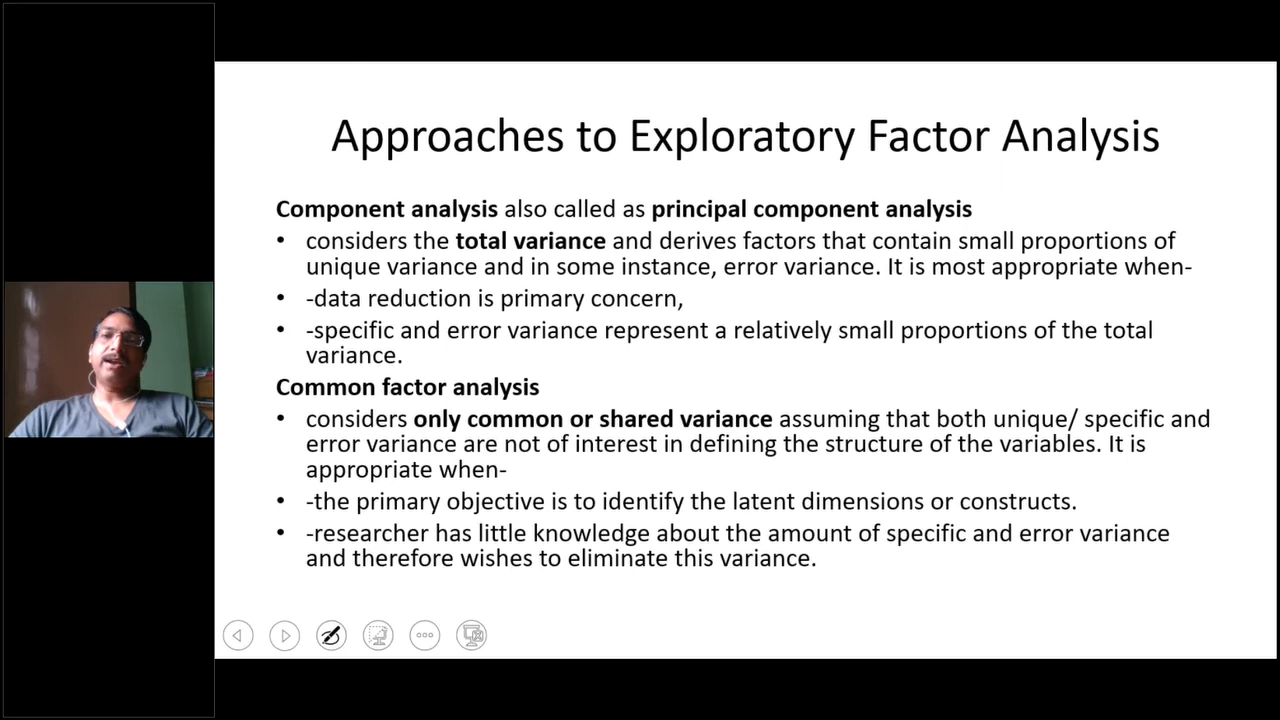 Approaches to Exploratory Factor Analysis
Component analysis also called as principal component analysis
• considers the total variance and derives factors that contain small proportions of
unique variance and in some instance, error variance. It is most appropriate when-
• -data reduction is primary concern,
• -specific and error variance represent a relatively small proportions of the total
variance.
Common factor analysis
• considers only common or shared variance assuming that both unique/ specific and
error variance are not of interest in defining the structure of the variables. It is
appropriate when-
• -the primary objective is to identify the latent dimensions or constructs.
• -researcher has little knowledge about the amount of specific and error variance
and therefore wishes to eliminate this variance.